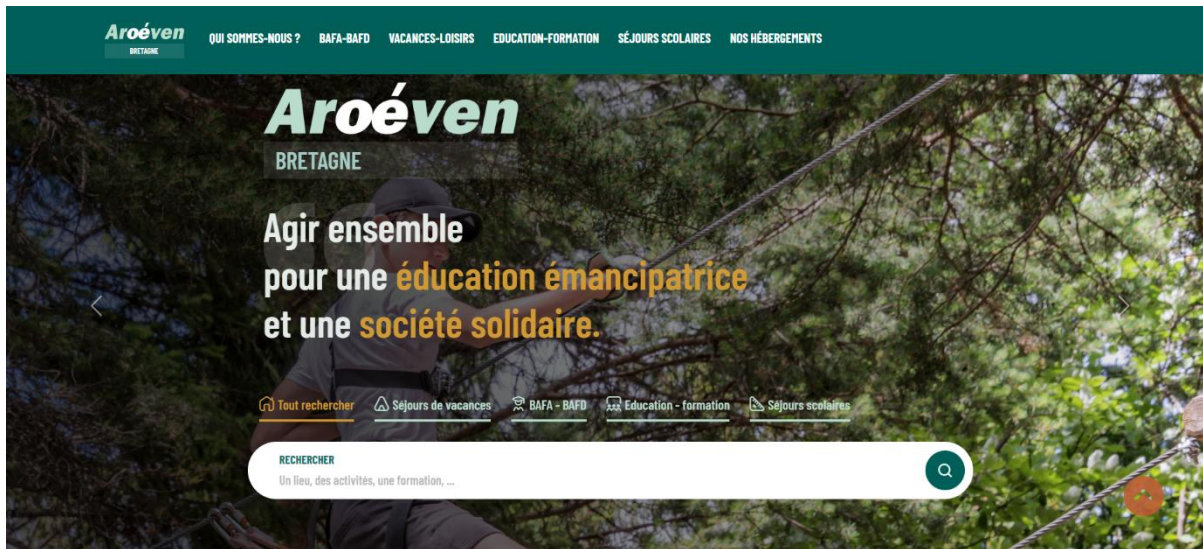 Aroéven
BRETAGNE
QUI SOMMES-NOUS ? BAFA-BAFD VACANCES-LOISIRS EDUCATION-FORMATION SÉJOURS SCOLAIRES NOS HÉBERGEMENTS
Aroéven
BRETAGNE
Agir ensemble
pour une éducation émancipatrice
et une société solidaire.
Tout rechercher Séjours de vacances BAFA - BAFD Education - formation Séjours scolaires
RECHERCHER
Un lieu, des activités, une formation, ...